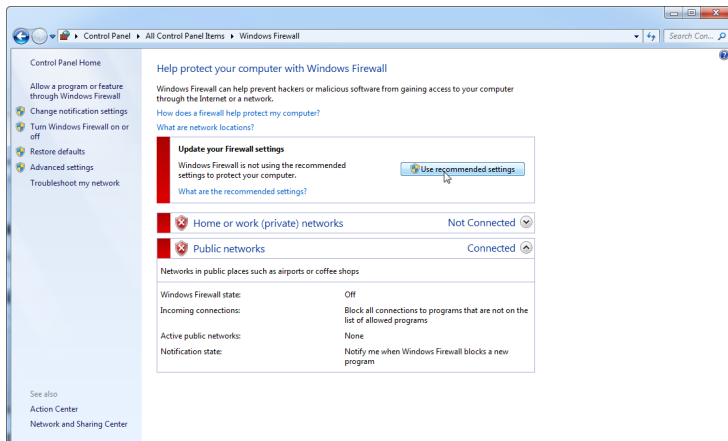 Control Panel ▸ All Control Panel Items ▸ Windows Firewall
Search Con...
Control Panel Home
Allow a program or feature
through Windows Firewall
Change notification settings
Turn Windows Firewall on or
off
Restore defaults
Advanced settings
Troubleshoot my network
See also
Action Center
Network and Sharing Center
Help protect your computer with Windows Firewall
Windows Firewall can help prevent hackers or malicious software from gaining access to your computer
through the Internet or a network.
How does a firewall help protect my computer?
What are network locations?
Update your Firewall settings
Windows Firewall is not using the recommended
settings to protect your computer.
Use recommended settings
What are the recommended settings?
Home or work (private) networks Not Connected
Public networks Connected
Networks in public places such as airports or coffee shops
Windows Firewall state: Off
Incoming connections: Block all connections to programs that are not on the
list of allowed programs
Active public networks: None
Notification state: Notify me when Windows Firewall blocks a new
program